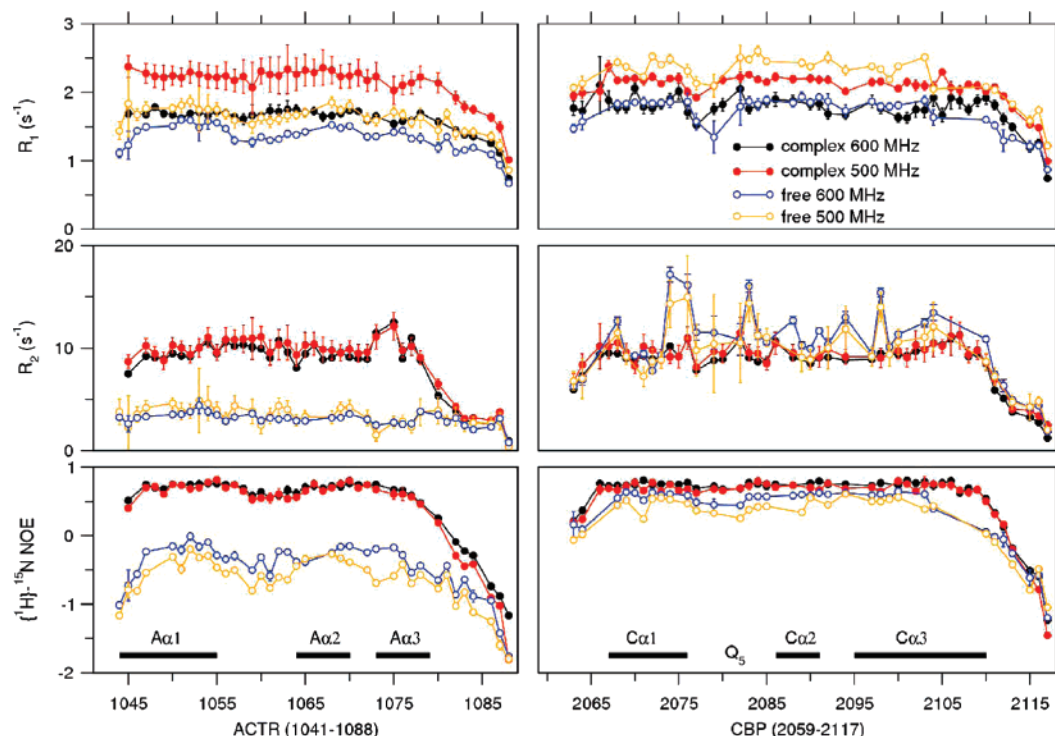 3
2
1
0
R1 (s-1)
complex 600 MHz
complex 500 MHz
free 600 MHz
free 500 MHz
20
10
0
R2 (s-1)
1
0
-1
-2
{1H}-15N NOE
Aα1
Aα2
Aα3
Cα1
Q5
Cα2
Cα3
1045 1055 1065 1075 1085
2065 2075 2085 2095 2105 2115
ACTR (1041-1088)
CBP (2059-2117)